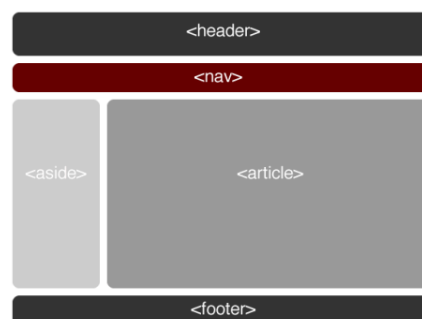 <header>
<nav>
<aside>
<article>
<footer>